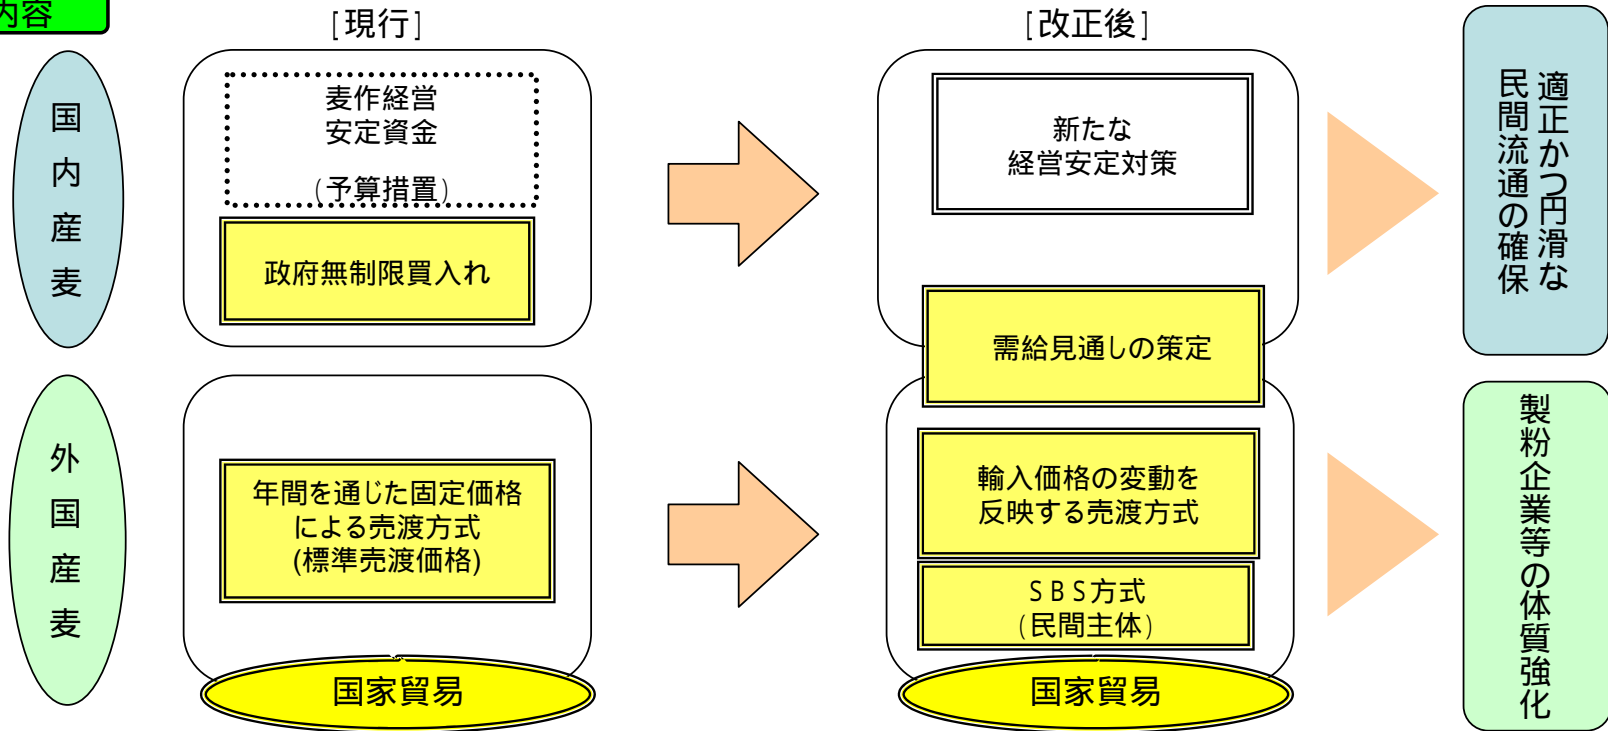 内容
[現行]
[改正後]
国内産麦
麦作経営
安定資金
(予算措置)
政府無制限買入れ
新たな
経営安定対策
需給見通しの策定
適正かつ円滑な
民間流通の確保
外国産麦
年間を通じた固定価格
による売渡方式
(標準売渡価格)
国家貿易
輸入価格の変動を
反映する売渡方式
SBS方式
(民間主体)
国家貿易
製粉企業等の体質強化